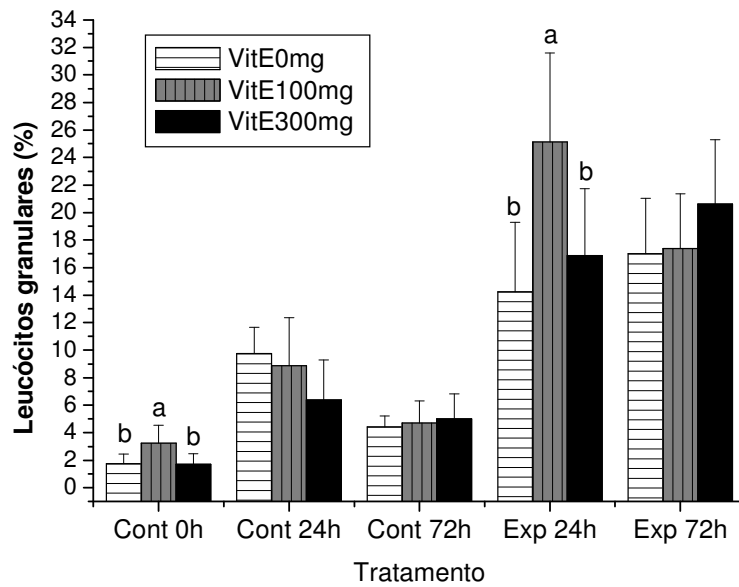 34
32
30
28
26
24
22
20
18
16
14
12
10
8
6
4
2
0
Leucócitos granulares (%)
VitE0mg
VitE100mg
VitE300mg
b a b
b a b
Cont 0h Cont 24h Cont 72h Exp 24h Exp 72h
Tratamento